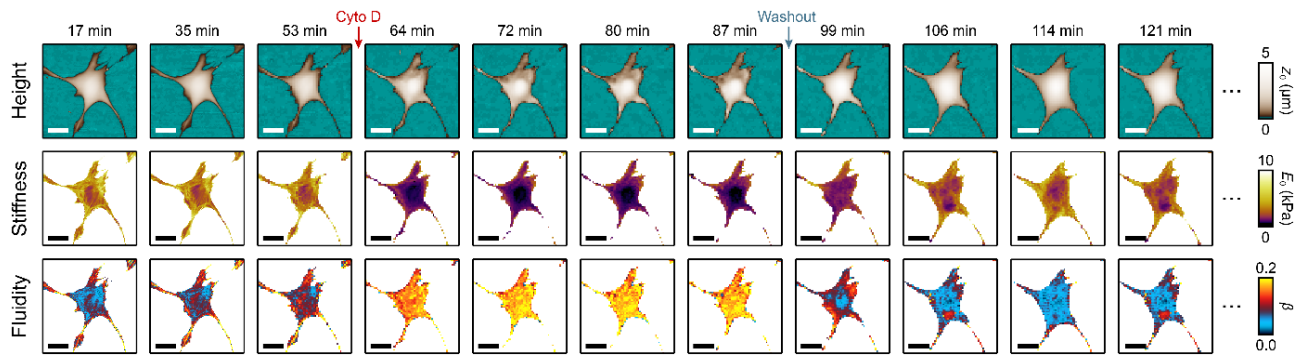 Cyto D
Washout
17 min 35 min 53 min 64 min 72 min 80 min 87 min 99 min 106 min 114 min 121 min
Height
5
z₀ (µm)
0
...
Stiffness
10
E₀ (kPa)
0
...
Fluidity
0.2
β
0.0
...